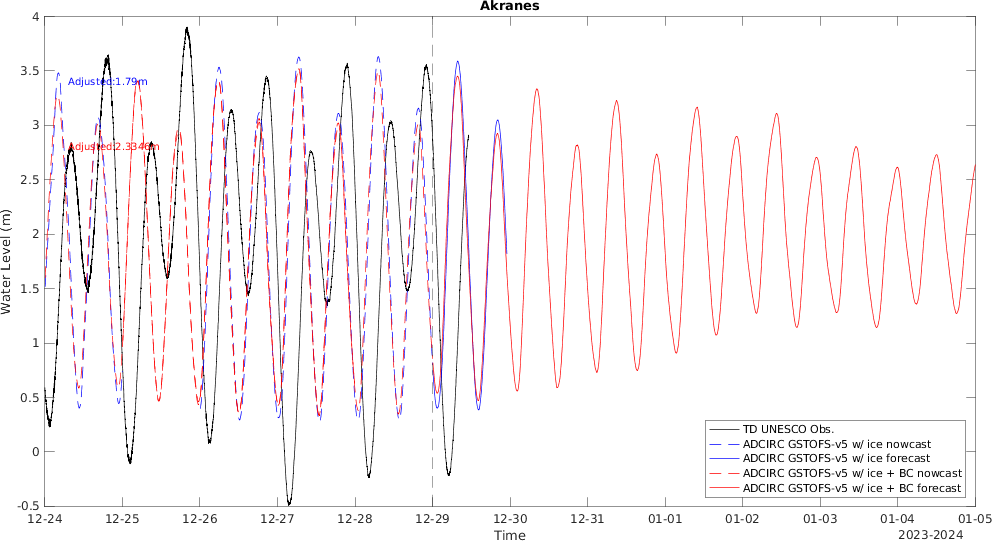 Akranes
4
3.5
3
2.5
2
1.5
1
0.5
0
-0.5
Water Level (m)
Adjusted:1.79m
Adjusted:2.3346m
TD UNESCO Obs.
ADCIRC GSTOFS-v5 w/ ice nowcast
ADCIRC GSTOFS-v5 w/ ice forecast
ADCIRC GSTOFS-v5 w/ ice + BC nowcast
ADCIRC GSTOFS-v5 w/ ice + BC forecast
12-24 12-25 12-26 12-27 12-28 12-29 12-30 12-31 01-01 01-02 01-03 01-04 01-05
Time
2023-2024